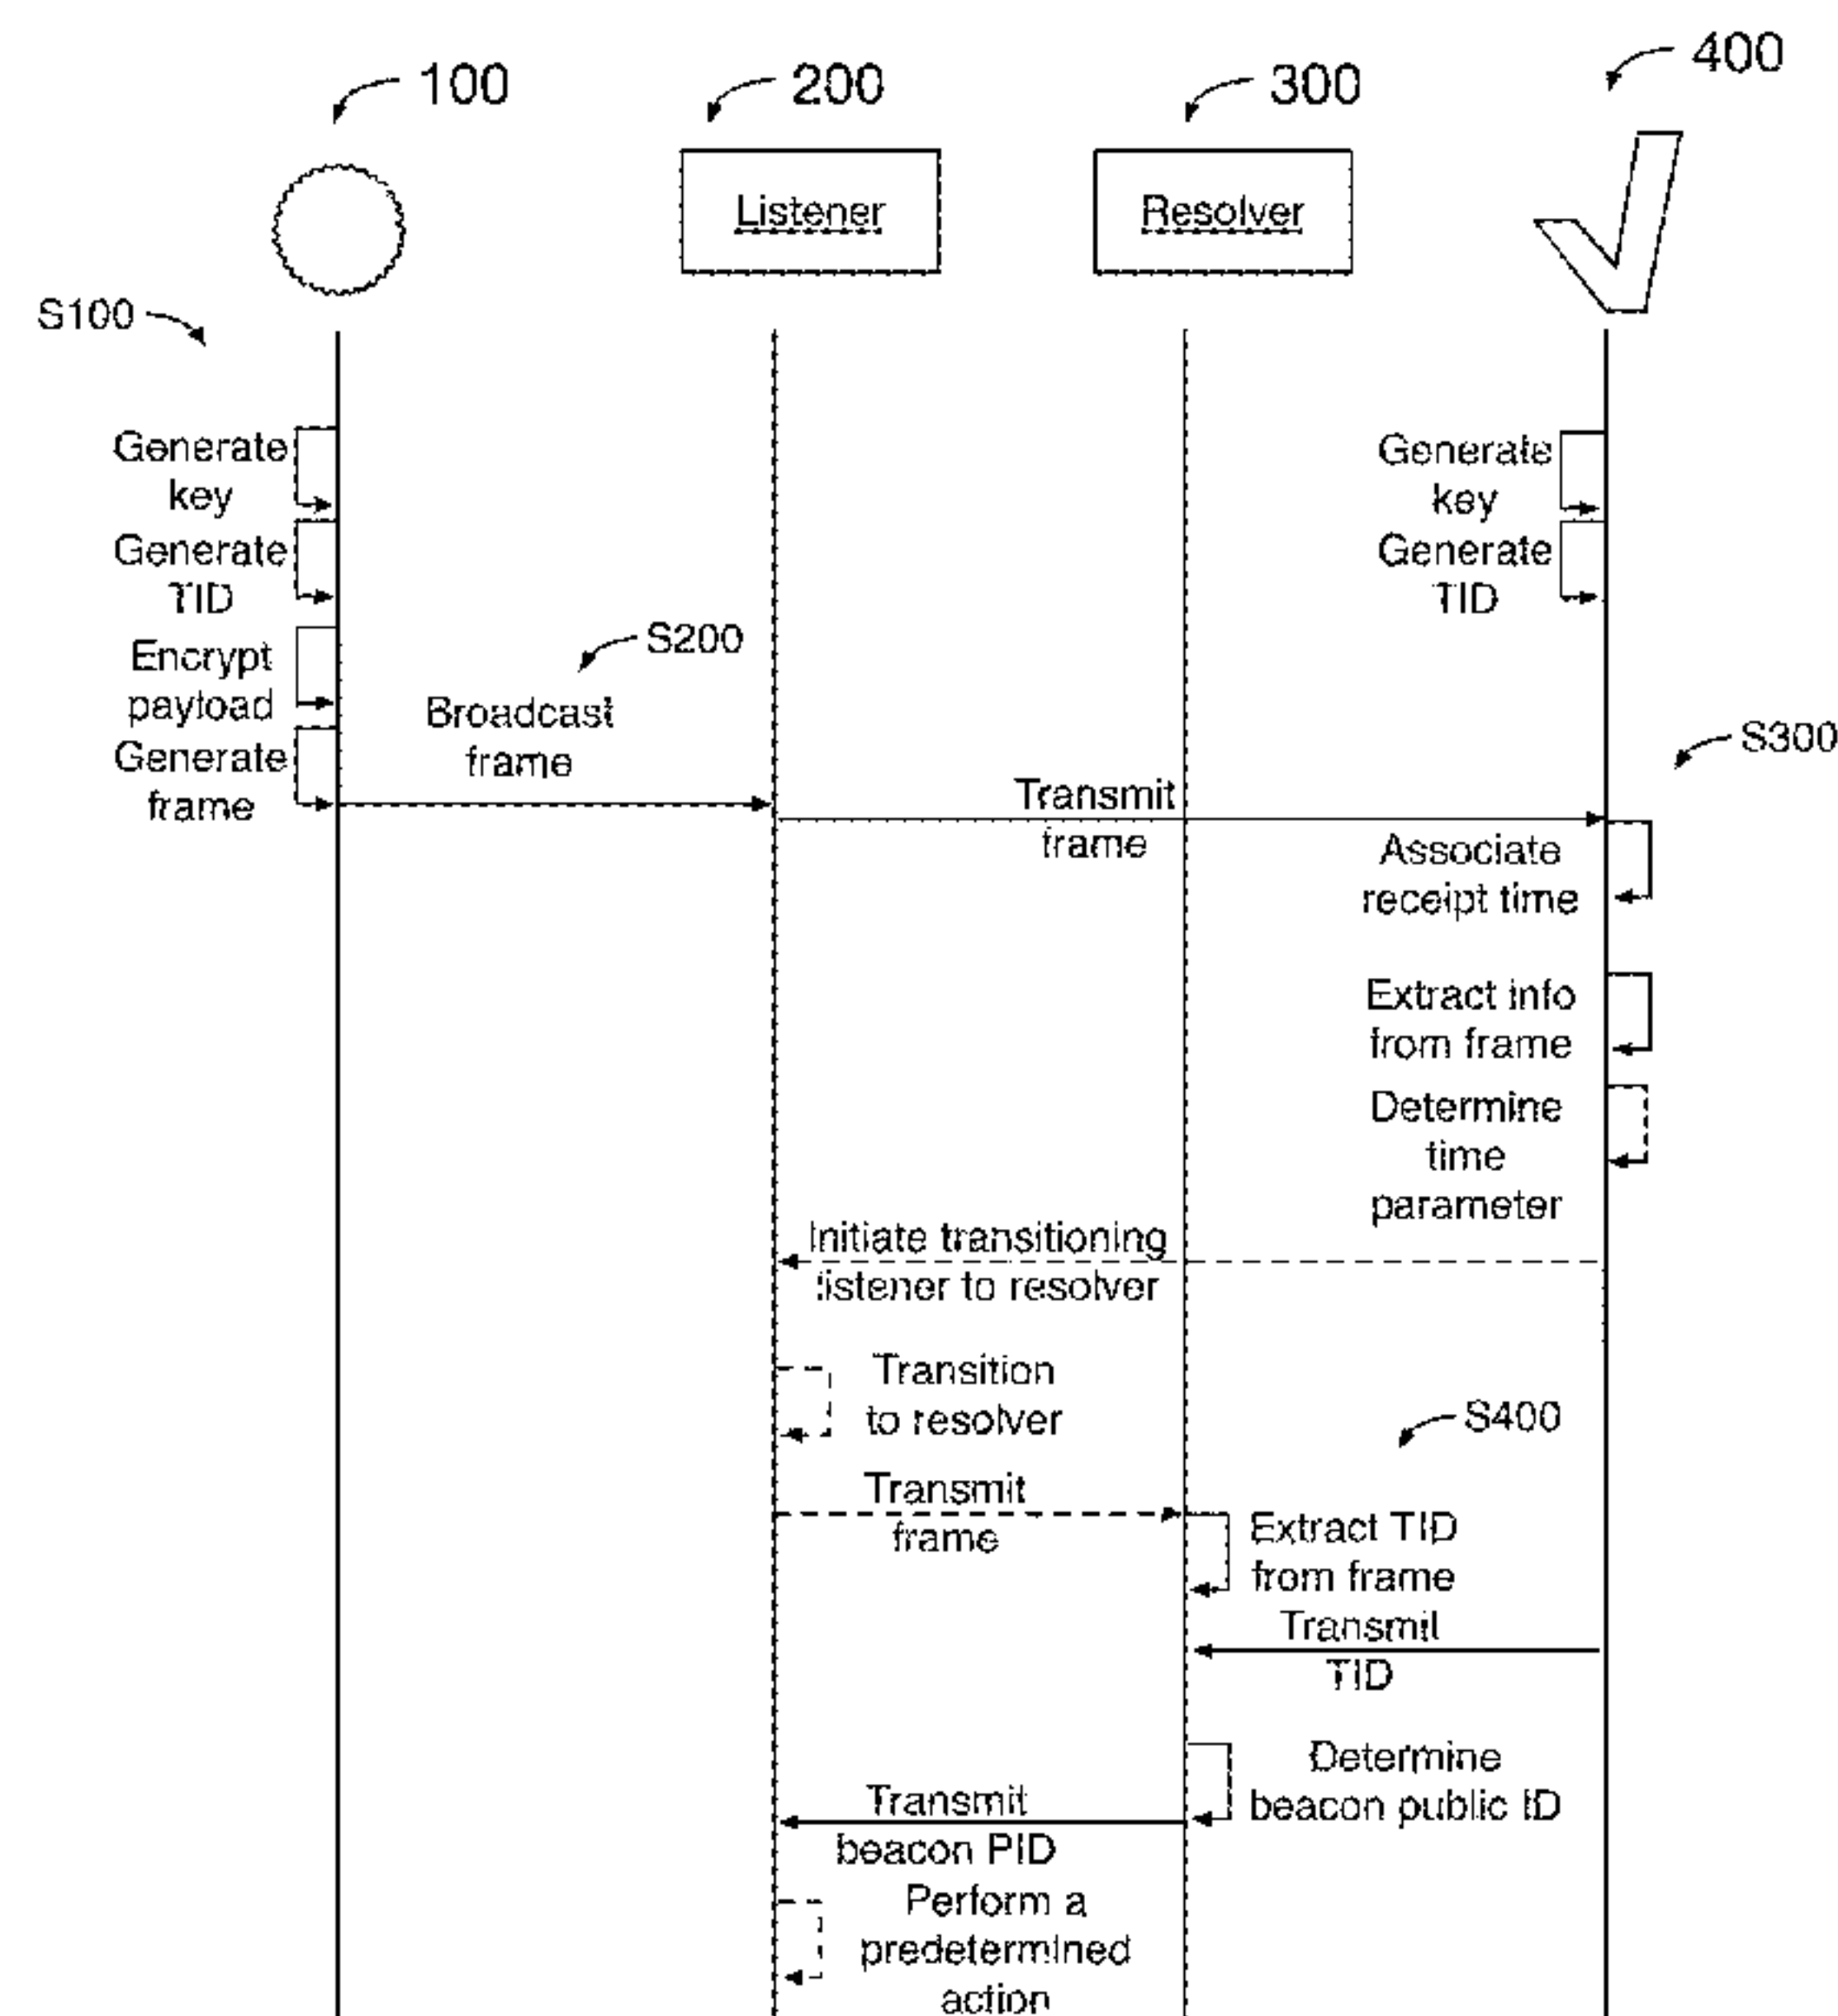 100
200
300
400
Listener
Resolver
S100
Generate
key
Generate
TID
Encrypt
payload
Generate
frame
S200
Broadcast
frame
Generate
key
Generate
TID
S300
Transmit
frame
Associate
receipt time
Extract info
from frame
Determine
time
parameter
Initiate transitioning
listener to resolver
Transition
to resolver
S400
Transmit
frame
Extract TID
from frame
Transmit
TID
Determine
beacon public ID
Transmit
beacon PID
Perform a
predetermined
action